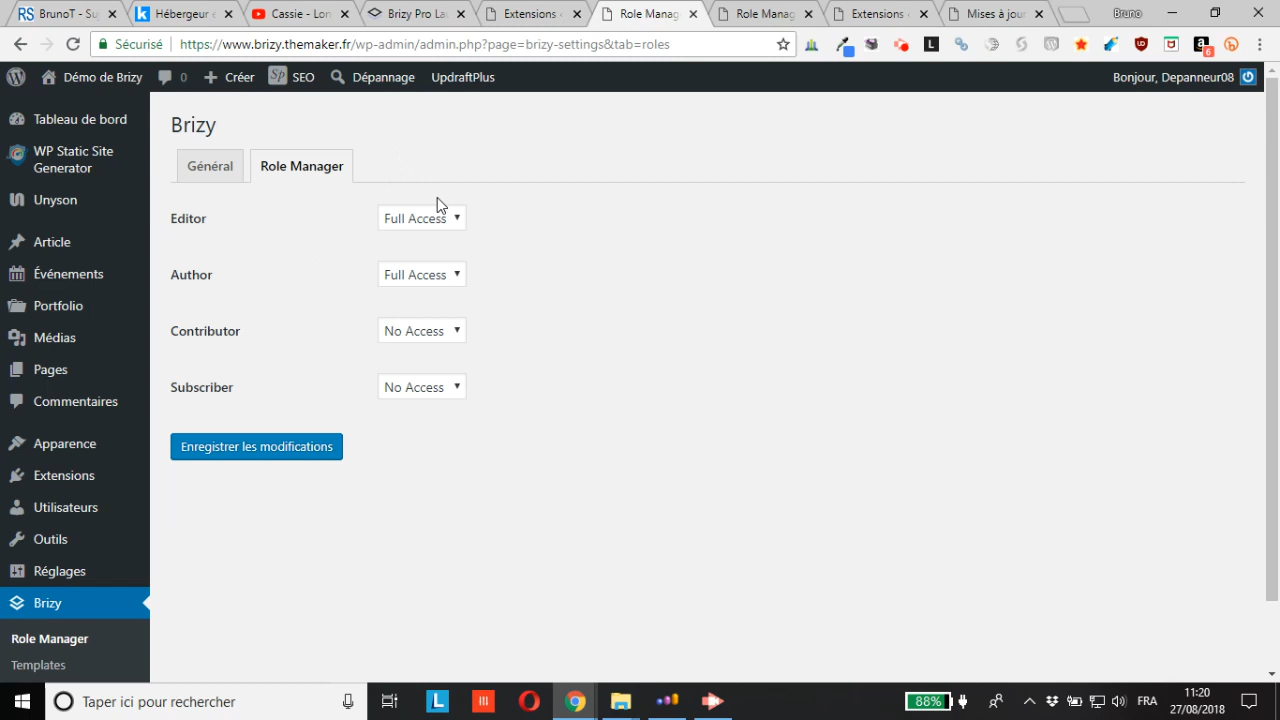 BrunoT - Su
Hébergeur
Cassie - Lon
Brizy Pro La
Extensions
Role Manag
Role Manag
Extensions
Mises à jour
Bruno
Sécurisé
https://www.brizy.themaker.fr/wp-admin/admin.php?page=brizy-settings&tab=roles
6
Démo de Brizy
0
Créer
SEO
Dépannage
UpdraftPlus
Bonjour, Depanneur08
Tableau de bord
WP Static Site
Generator
Unyson
Article
Événements
Portfolio
Médias
Pages
Commentaires
Apparence
Extensions
Utilisateurs
Outils
Réglages
Brizy
Role Manager
Templates
Brizy
Général
Role Manager
Editor
Full Access
Author
Full Access
Contributor
No Access
Subscriber
No Access
Enregistrer les modifications
Taper ici pour rechercher
88%
FRA
11:20
27/08/2018